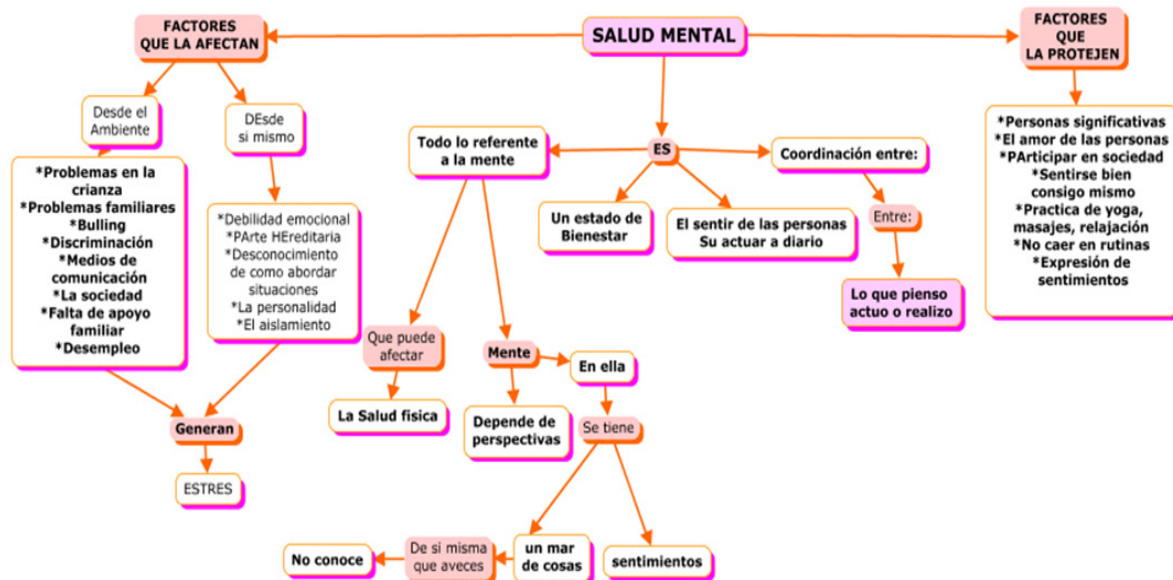 SALUD MENTAL
FACTORES
QUE LA AFECTAN
Desde el
Ambiente
*Problemas en la
crianza
*Problemas familiares
*Bulling
*Discriminación
*Medios de
comunicación
*La sociedad
*Falta de apoyo
familiar
*Desempleo
DEsde
si mismo
*Debilidad emocional
*PArte HEreditaria
*Desconocimiento
de como abordar
situaciones
*La personalidad
*El aislamiento
Generan
ESTRES
ES
Todo lo referente
a la mente
Que puede
afectar
La Salud fisica
Mente
Depende de
perspectivas
En ella
Se tiene
un mar
de cosas
De si misma
que aveces
No conoce
sentimientos
Un estado de
Bienestar
El sentir de las personas
Su actuar a diario
Coordinación entre:
Entre:
Lo que pienso
actuo o realizo
FACTORES
QUE
LA PROTEJEN
*Personas significativas
*El amor de las personas
*PArticipar en sociedad
*Sentirse bien
consigo mismo
*Practica de yoga,
masajes, relajación
*No caer en rutinas
*Expresión de
sentimientos